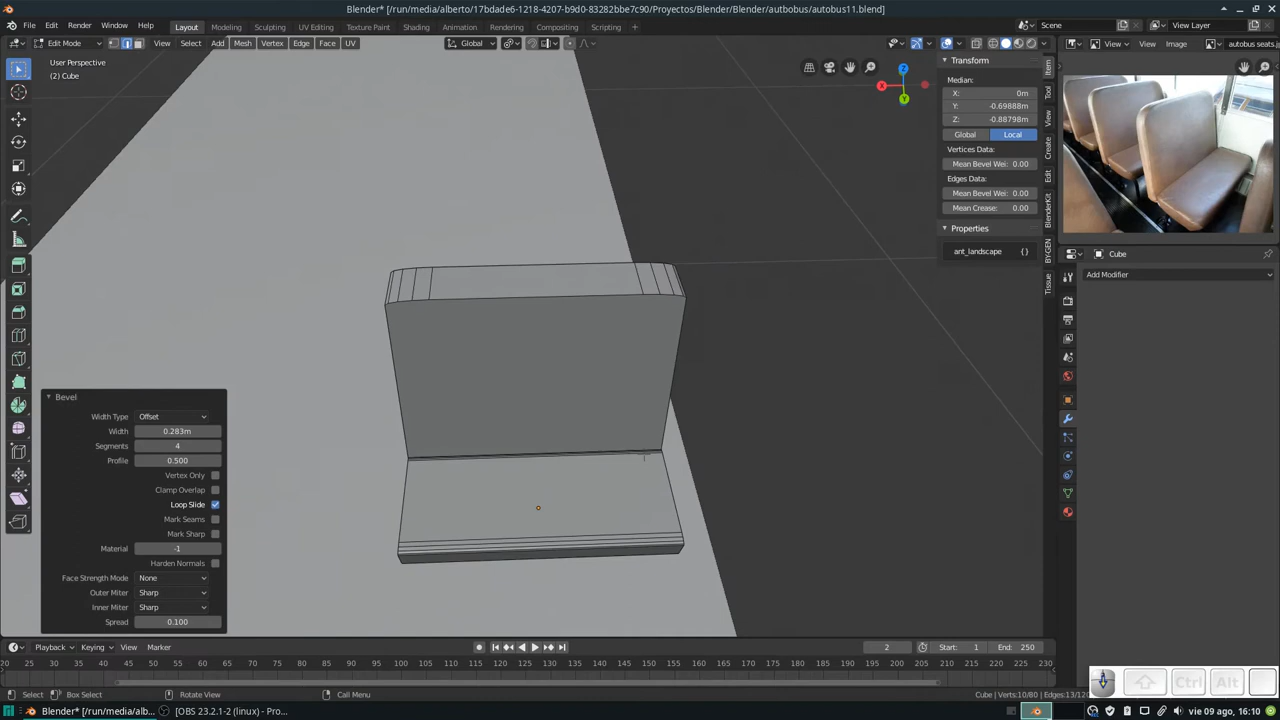 Blender* [/run/media/alberto/17bdade6-1218-4207-b9d0-83282bbe7c90/Proyectos/Blender/Blender/autbobus/autobus11.blend]
File Edit Render Window Help Layout Modeling Sculpting UV Editing Texture Paint Shading Animation Rendering Compositing Scripting + Scene View Layer
Edit Mode View Select Add Mesh Vertex Edge Face UV Global View View Image autobus seats.j
User Perspective
(2) Cube
Transform
Median:
X: 0m
Y: -0.69888m
Z: -0.88798m
Global Local
Vertices Data:
Mean Bevel Wei: 0.00
Edges Data:
Mean Bevel Wei: 0.00
Mean Crease: 0.00
Properties
ant_landscape {}
Item
Tool
View
Create
Edit
BlenderKit
BY-GEN
Tissue
Cube
Add Modifier
Bevel
Width Type Offset
Width 0.283m
Segments 4
Profile 0.500
Vertex Only
Clamp Overlap
Loop Slide
Mark Seams
Mark Sharp
Material -1
Harden Normals
Face Strength Mode None
Outer Miter Sharp
Inner Miter Sharp
Spread 0.100
Playback Keying View Marker 2 Start: 1 End: 250
20 25 30 35 40 45 50 55 60 65 70 75 80 85 90 95 100 105 110 115 120 125 130 135 140 145 150 155 160 165 170 175 180 185 190 195 200 205 210 215 220 225 230 235
Ctrl Alt
Select Box Select Rotate View Call Menu Cube | Verts:10/80 | Edges:13/12
Blender* [/run/media/alb... OBS 23.2.1-2 (linux) - Pro... vie 09 ago, 16:10